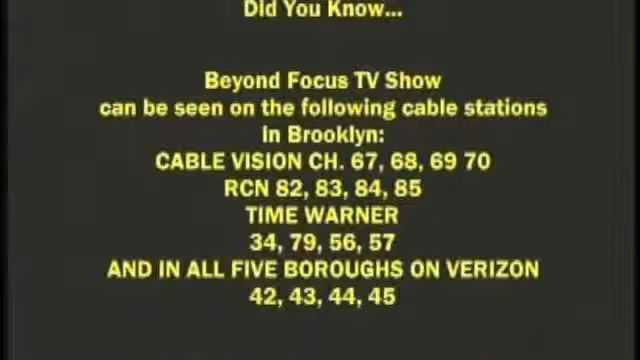 Did You Know...
Beyond Focus TV Show
can be seen on the following cable stations
In Brooklyn:
CABLE VISION CH. 67, 68, 69 70
RCN 82, 83, 84, 85
TIME WARNER
34, 79, 56, 57
AND IN ALL FIVE BOROUGHS ON VERIZON
42, 43, 44, 45